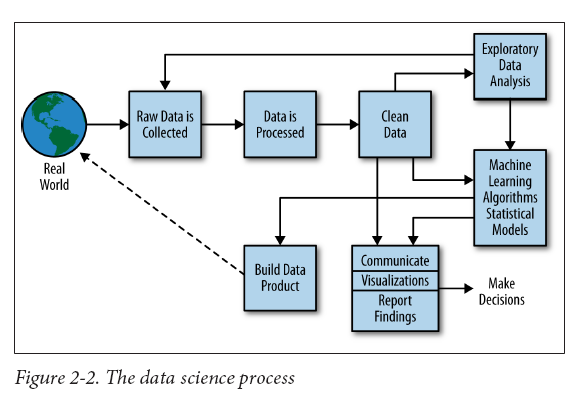 Exploratory
Data
Analysis
Raw Data is
Collected
Data is
Processed
Clean
Data
Real
World
Machine
Learning
Algorithms
Statistical
Models
Build Data
Product
Communicate
Visualizations
Report
Findings
Make
Decisions
Figure 2-2. The data science process